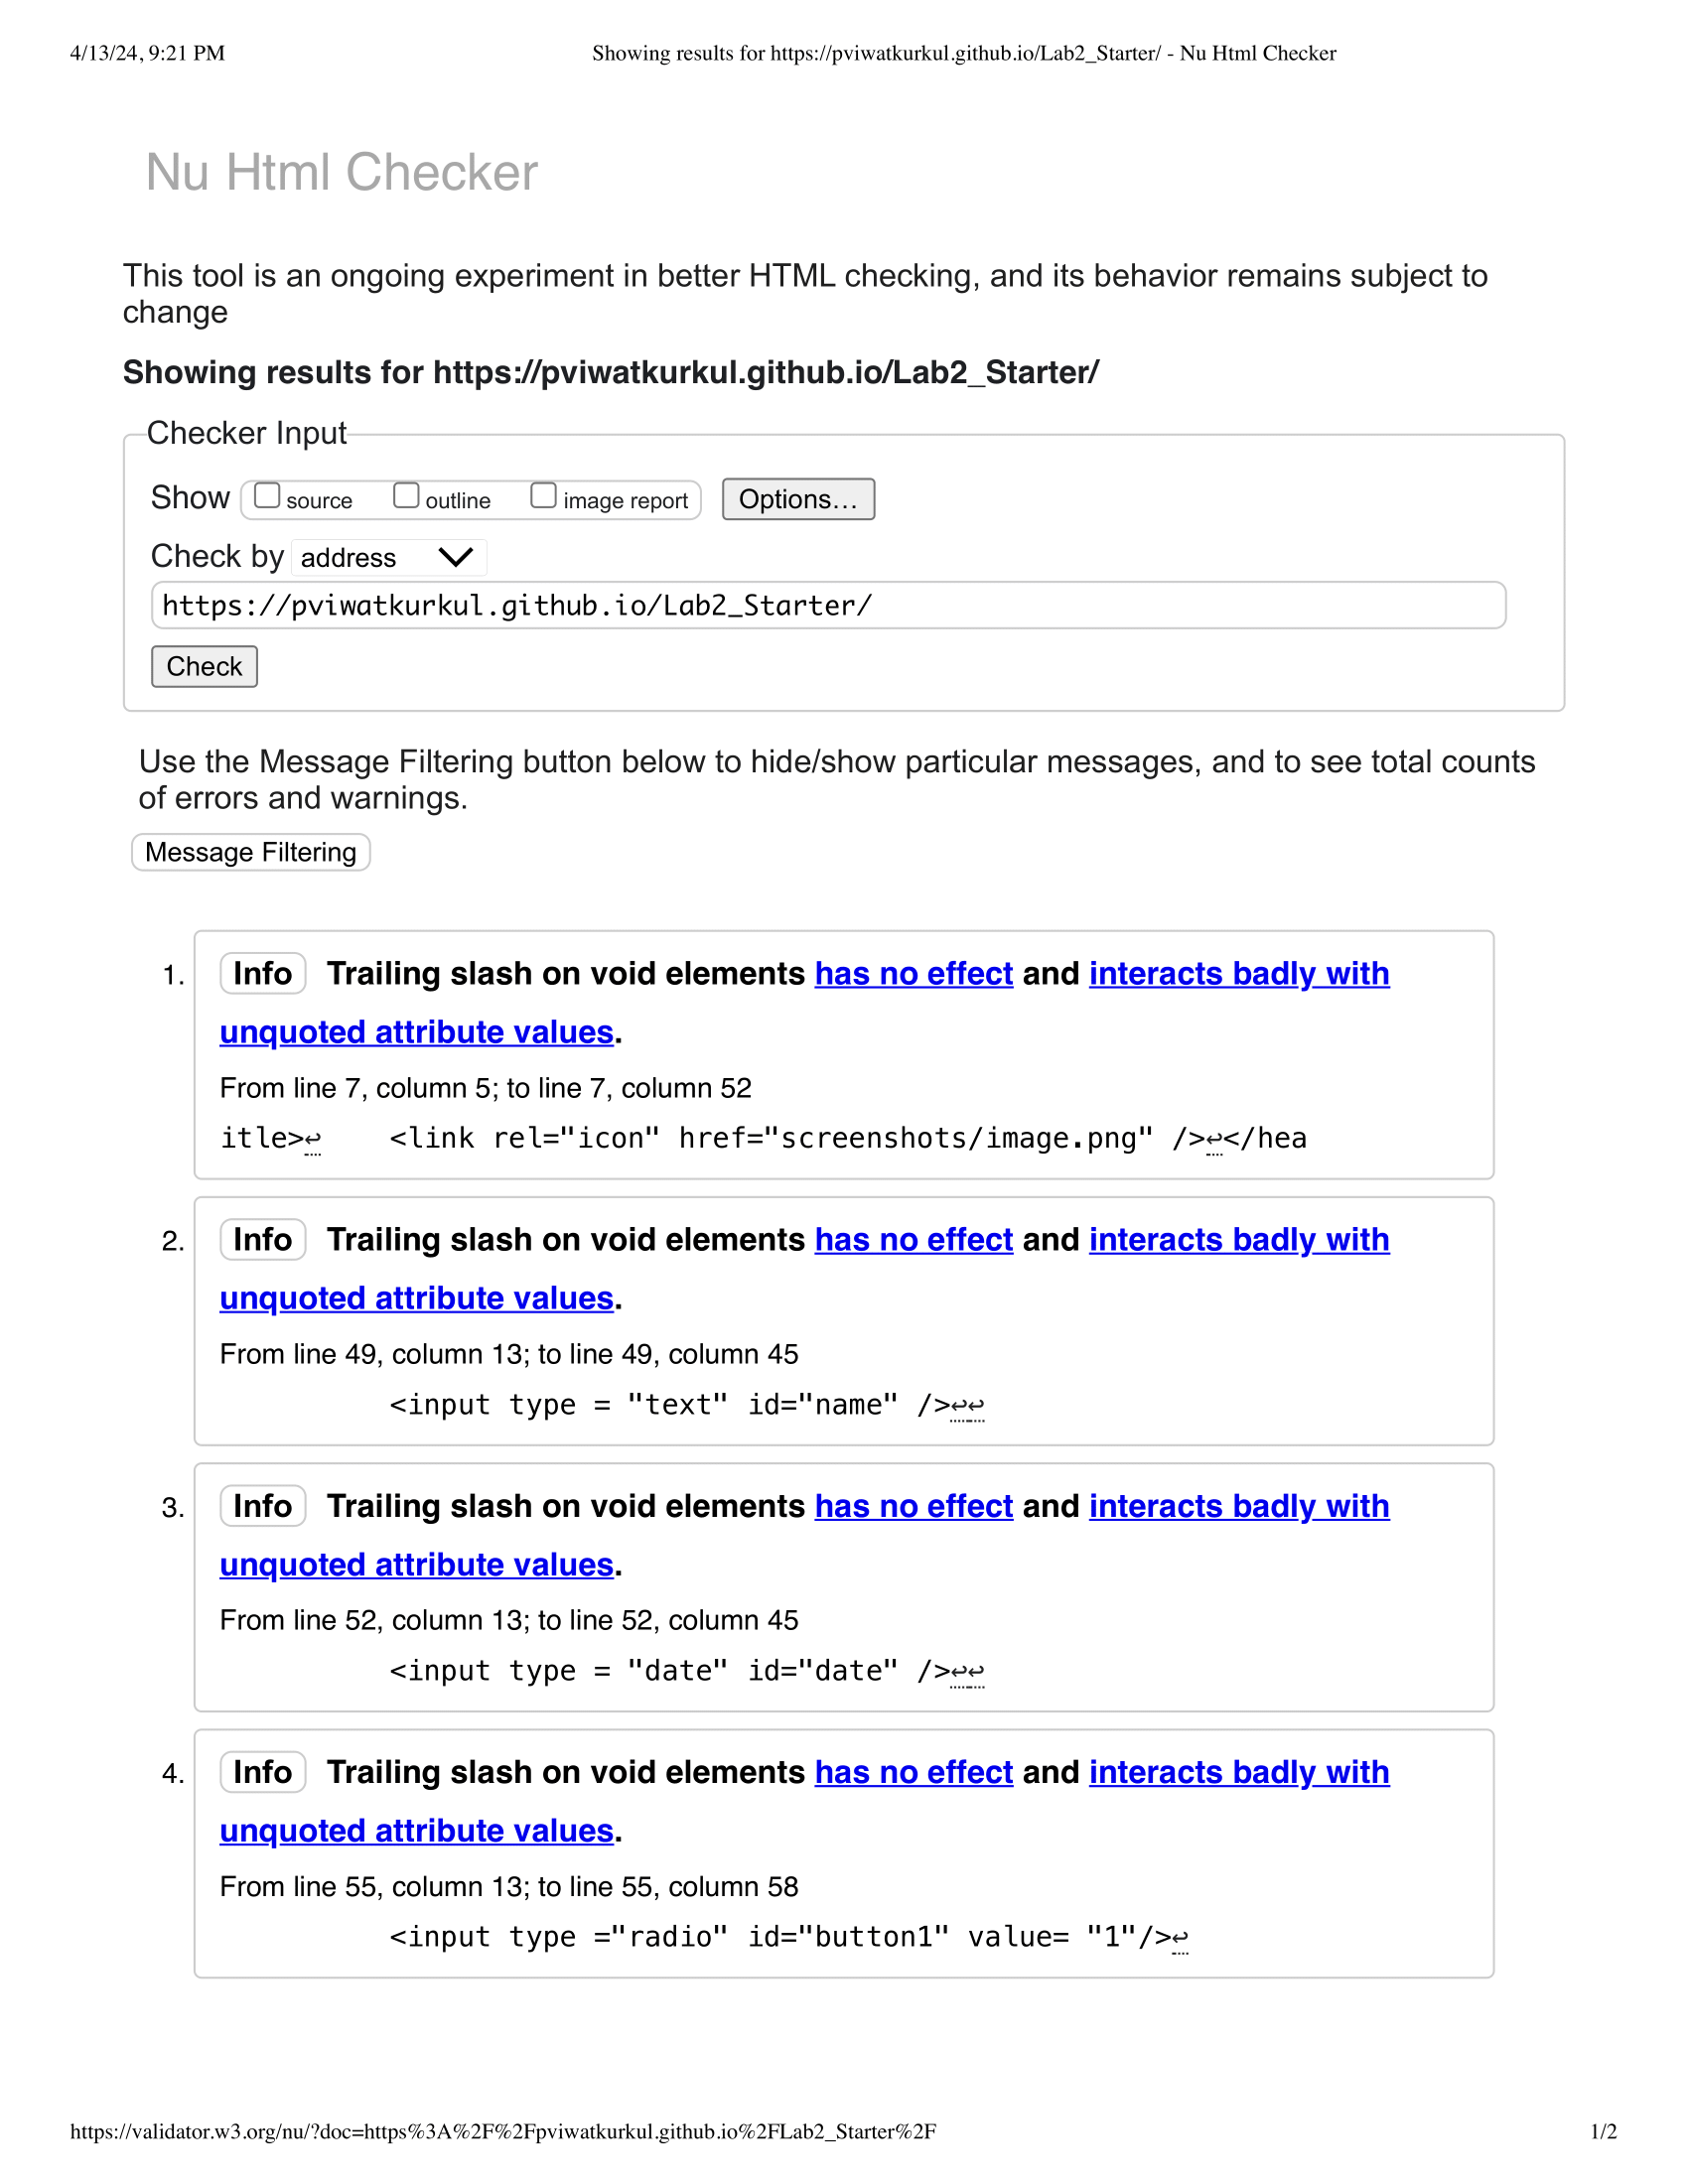 4/13/24, 9:21 PM
Showing results for https://pviwatkurkul.github.io/Lab2_Starter/ - Nu Html Checker
Nu Html Checker
This tool is an ongoing experiment in better HTML checking, and its behavior remains subject to
change
Showing results for https://pviwatkurkul.github.io/Lab2_Starter/
Checker Input
Show source outline image report Options…
Check by address
https://pviwatkurkul.github.io/Lab2_Starter/
Check
Use the Message Filtering button below to hide/show particular messages, and to see total counts
of errors and warnings.
Message Filtering
1. Info Trailing slash on void elements has no effect and interacts badly with
unquoted attribute values.
From line 7, column 5; to line 7, column 52
itle>↩    <link rel="icon" href="screenshots/image.png" />↩</hea
2. Info Trailing slash on void elements has no effect and interacts badly with
unquoted attribute values.
From line 49, column 13; to line 49, column 45
<input type = "text" id="name" />↩↩
3. Info Trailing slash on void elements has no effect and interacts badly with
unquoted attribute values.
From line 52, column 13; to line 52, column 45
<input type = "date" id="date" />↩↩
4. Info Trailing slash on void elements has no effect and interacts badly with
unquoted attribute values.
From line 55, column 13; to line 55, column 58
<input type ="radio" id="button1" value= "1"/>↩
https://validator.w3.org/nu/?doc=https%3A%2F%2Fpviwatkurkul.github.io%2FLab2_Starter%2F
1/2